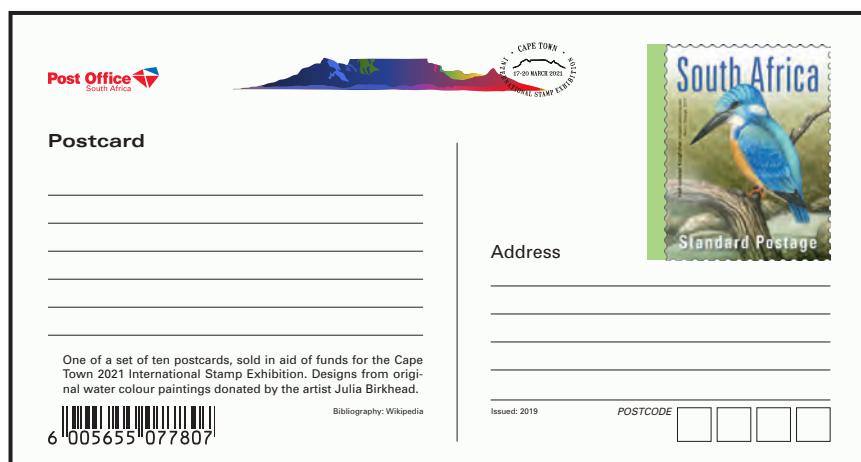 Post Office
South Africa
· CAPE TOWN ·
17-20 MARCH 2021
INTERNATIONAL STAMP EXHIBITION
South Africa
Standard Postage
Postcard
Address
One of a set of ten postcards, sold in aid of funds for the Cape
Town 2021 International Stamp Exhibition. Designs from origi-
nal water colour paintings donated by the artist Julia Birkhead.
Bibliography: Wikipedia
6 005655 077807
Issued: 2019
POSTCODE